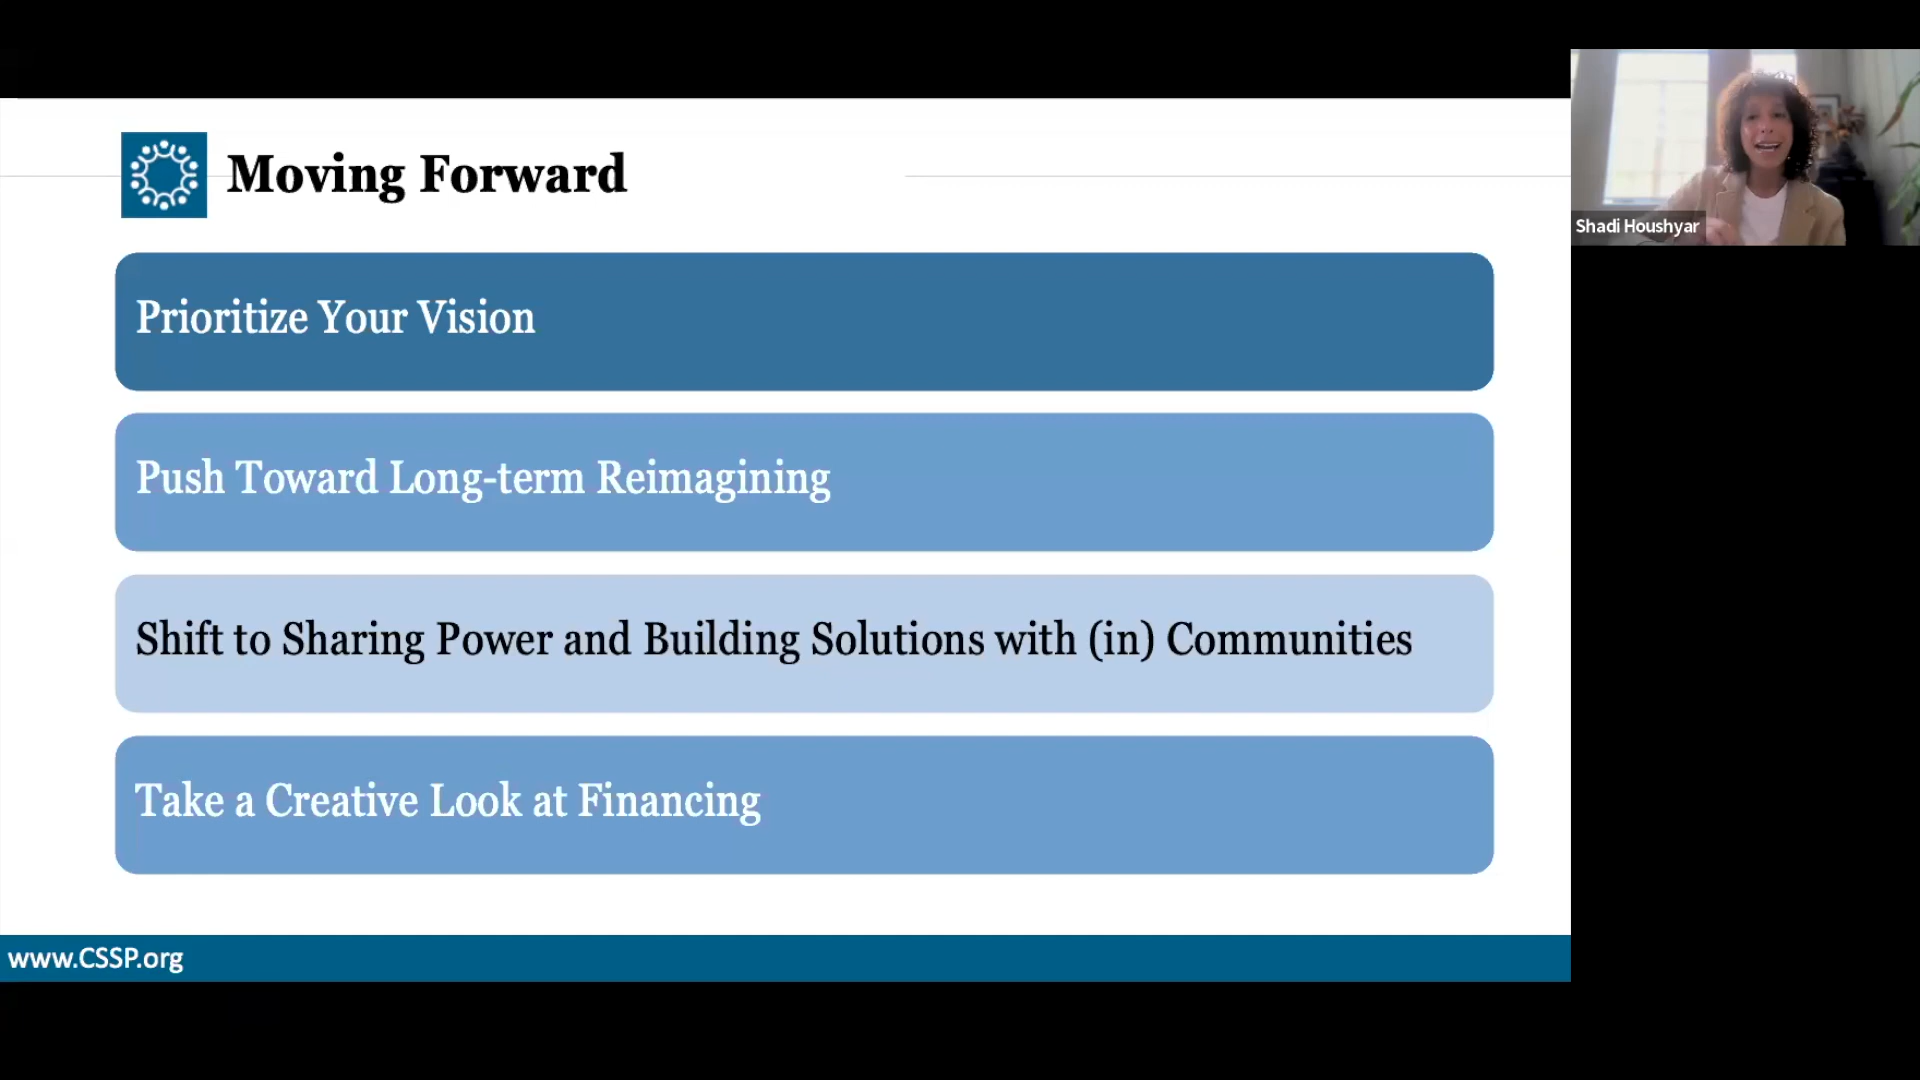 Moving Forward
Shadi Houshyar
Prioritize Your Vision
Push Toward Long-term Reimagining
Shift to Sharing Power and Building Solutions with (in) Communities
Take a Creative Look at Financing
www.CSSP.org